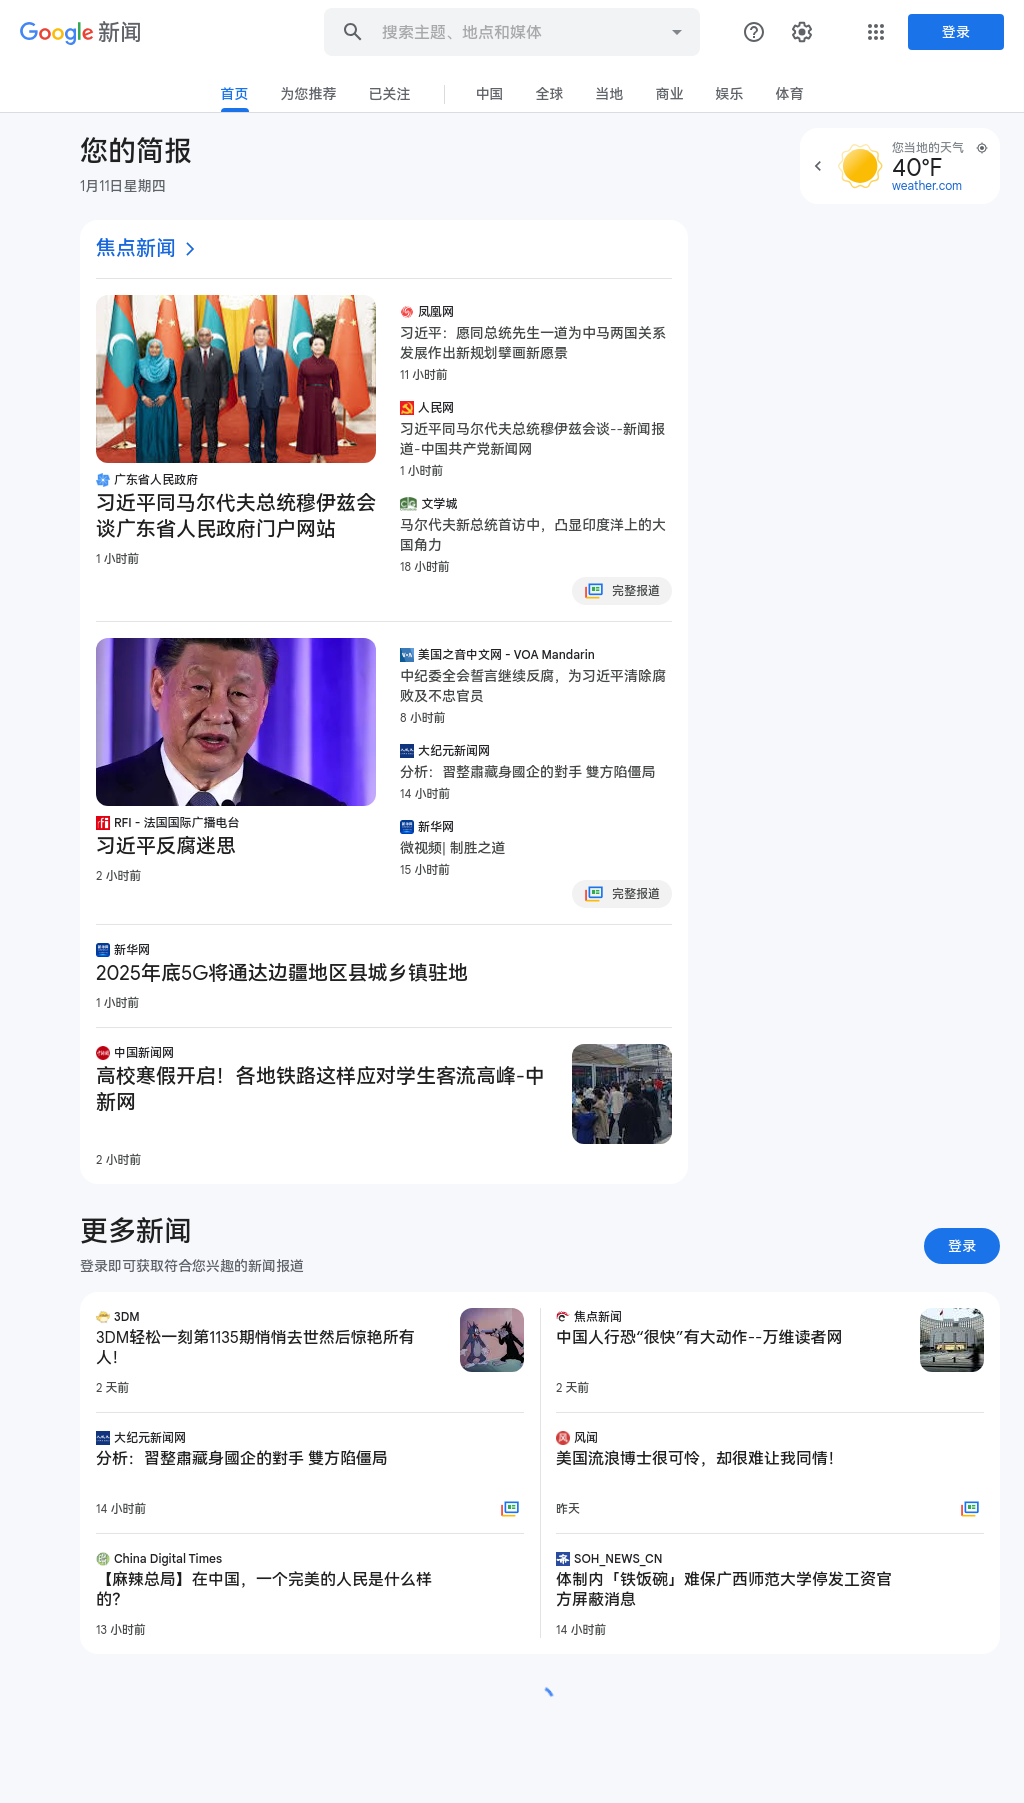 Google 新闻
搜索主题、地点和媒体
登录
首页
为您推荐
已关注
中国
全球
当地
商业
娱乐
体育
您的简报
1月11日星期四
您当地的天气
40°F
weather.com
焦点新闻
广东省人民政府
习近平同马尔代夫总统穆伊兹会
谈广东省人民政府门户网站
1 小时前
凤凰网
习近平：愿同总统先生一道为中马两国关系
发展作出新规划擘画新愿景
11 小时前
人民网
习近平同马尔代夫总统穆伊兹会谈--新闻报
道-中国共产党新闻网
1 小时前
文学城
马尔代夫新总统首访中，凸显印度洋上的大
国角力
18 小时前
完整报道
RFI - 法国国际广播电台
习近平反腐迷思
2 小时前
美国之音中文网 - VOA Mandarin
中纪委全会誓言继续反腐，为习近平清除腐
败及不忠官员
8 小时前
大纪元新闻网
分析：習整肅藏身國企的對手 雙方陷僵局
14 小时前
新华网
微视频| 制胜之道
15 小时前
完整报道
新华网
2025年底5G将通达边疆地区县城乡镇驻地
1 小时前
中国新闻网
高校寒假开启！各地铁路这样应对学生客流高峰-中
新网
2 小时前
更多新闻
登录即可获取符合您兴趣的新闻报道
登录
3DM
3DM轻松一刻第1135期悄悄去世然后惊艳所有
人！
2 天前
焦点新闻
中国人行恐“很快”有大动作--万维读者网
2 天前
大纪元新闻网
分析：習整肅藏身國企的對手 雙方陷僵局
14 小时前
风闻
美国流浪博士很可怜，却很难让我同情！
昨天
China Digital Times
【麻辣总局】在中国，一个完美的人民是什么样
的？
13 小时前
SOH_NEWS_CN
体制内「铁饭碗」难保广西师范大学停发工资官
方屏蔽消息
14 小时前